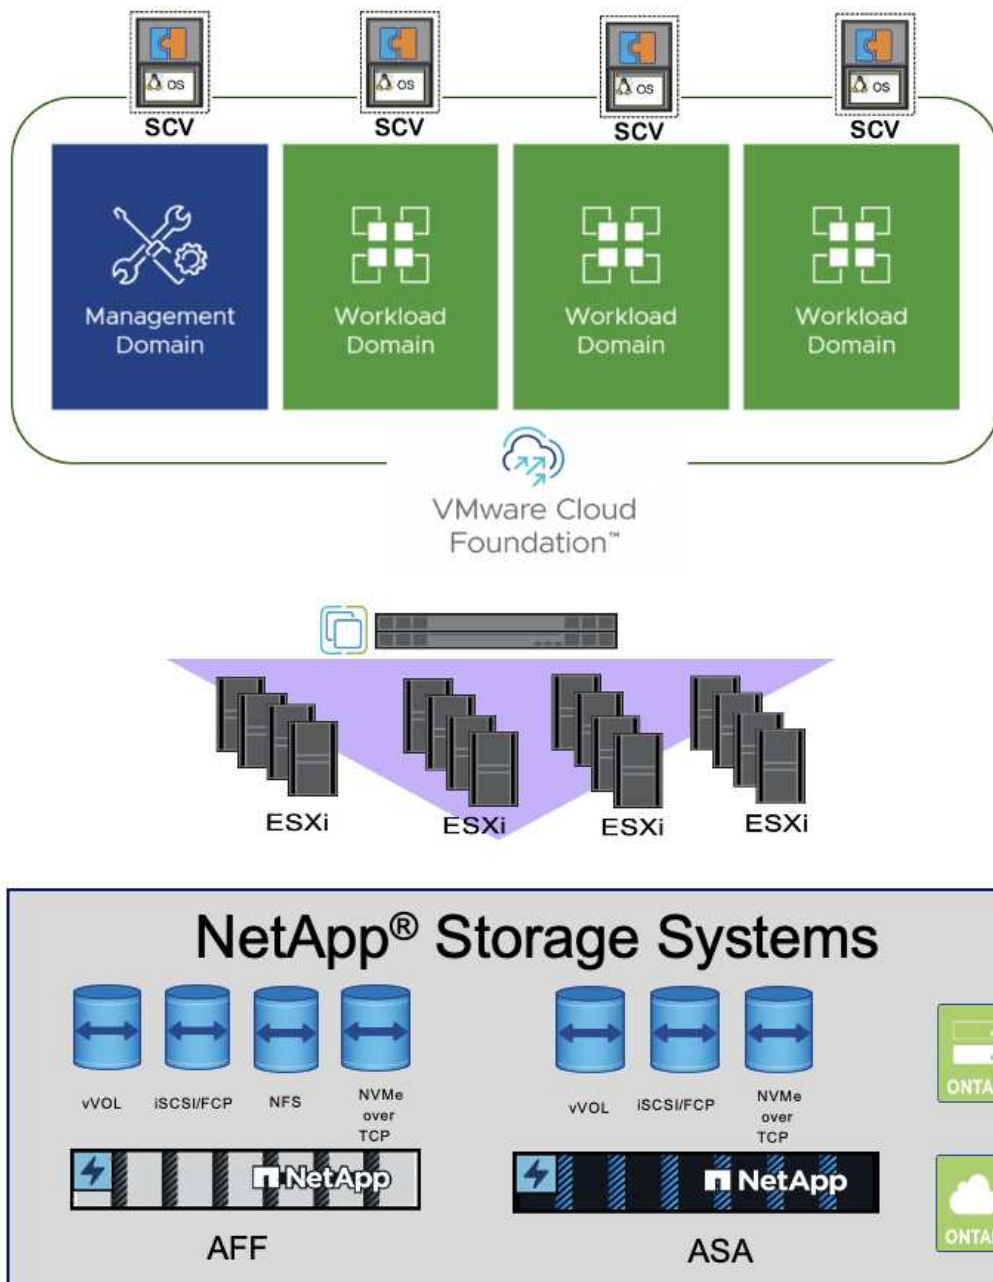 OS
OS
OS
OS
SCV
SCV
SCV
SCV
Management
Domain
Workload
Domain
Workload
Domain
Workload
Domain
VMware Cloud
Foundation™
ESXi
ESXi
ESXi
ESXi
NetApp® Storage Systems
vVOL
iSCSI/FCP
NFS
NVMe
over
TCP
vVOL
iSCSI/FCP
NVMe
over
TCP
NetApp
NetApp
AFF
ASA
ONTA
ONTA